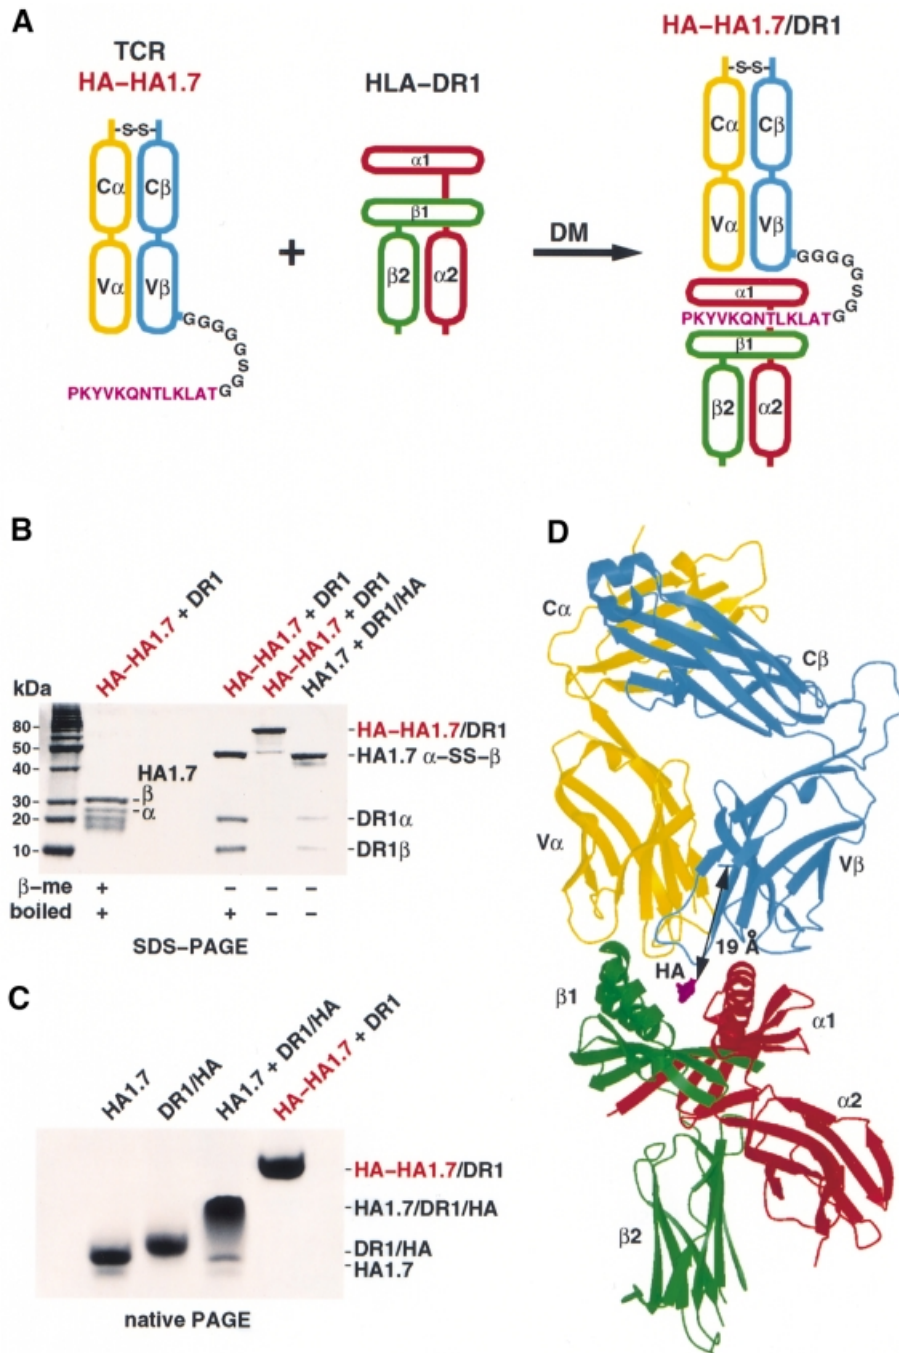 A
TCR
HA–HA1.7
-S-S-
Cα
Cβ
Vα
Vβ
GGGGGSGG
PKYVKQNTLKLAT
+
HLA–DR1
α1
β1
β2
α2
DM
HA–HA1.7/DR1
-S-S-
Cα
Cβ
Vα
Vβ
GGGGGSGG
α1
PKYVKQNTLKLAT
β1
β2
α2
B
HA–HA1.7 + DR1
HA–HA1.7 + DR1
HA–HA1.7 + DR1
HA1.7 + DR1/HA
kDa
80-
50-
40-
30-
20-
10-
HA1.7
-β
-α
-HA–HA1.7/DR1
-HA1.7 α–SS–β
-DR1α
-DR1β
β–me + – – –
boiled + + – –
SDS–PAGE
C
HA1.7
DR1/HA
HA1.7 + DR1/HA
HA–HA1.7 + DR1
-HA–HA1.7/DR1
-HA1.7/DR1/HA
-DR1/HA
-HA1.7
native PAGE
D
Cα
Cβ
Vα
Vβ
19 Å
HA
β1
α1
α2
β2